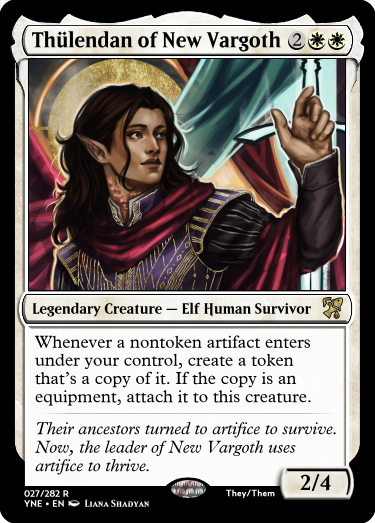 Thülendan of New Vargoth 2
Legendary Creature — Elf Human Survivor
Whenever a nontoken artifact enters
under your control, create a token
that's a copy of it. If the copy is an
equipment, attach it to this creature.
Their ancestors turned to artifice to survive.
Now, the leader of New Vargoth uses
artifice to thrive.
2/4
027/282 R
They/Them
YNE • EN Liana Shadyan